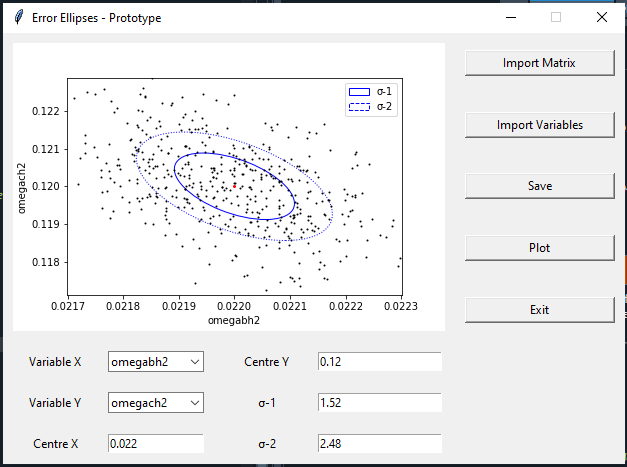 Error Ellipses - Prototype
σ-1
σ-2
0.122
0.121
0.120
0.119
0.118
omegach2
0.0217 0.0218 0.0219 0.0220 0.0221 0.0222 0.0223
omegabh2
Import Matrix
Import Variables
Save
Plot
Exit
Variable X omegabh2 Centre Y 0.12
Variable Y omegach2 σ-1 1.52
Centre X 0.022 σ-2 2.48